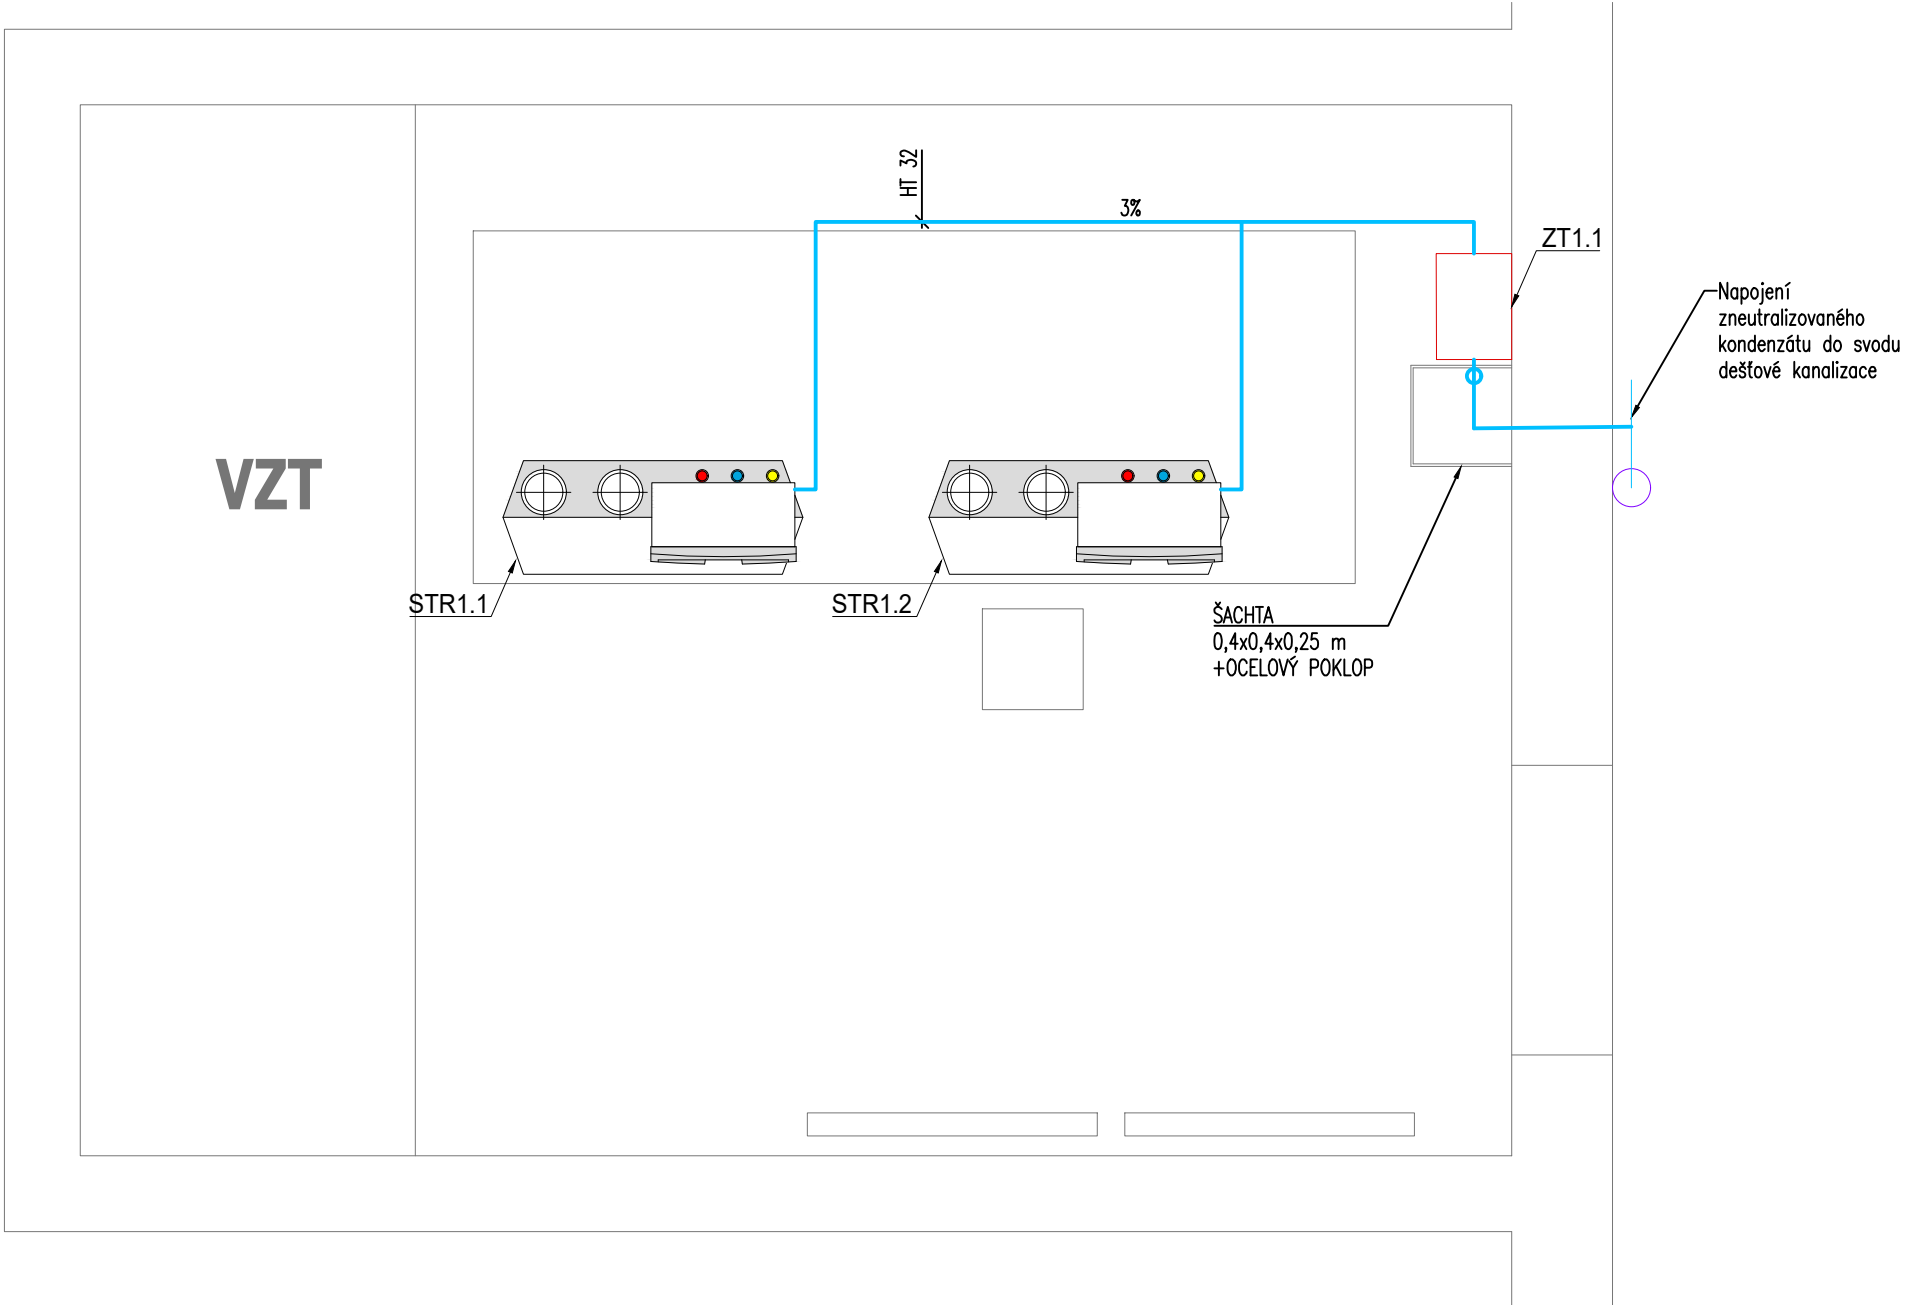 HT 32
3%
ZT1.1
Napojení
zneutralizovaného
kondenzátu do svodu
dešťové kanalizace
VZT
STR1.1
STR1.2
ŠACHTA
0,4x0,4x0,25 m
+OCELOVÝ POKLOP